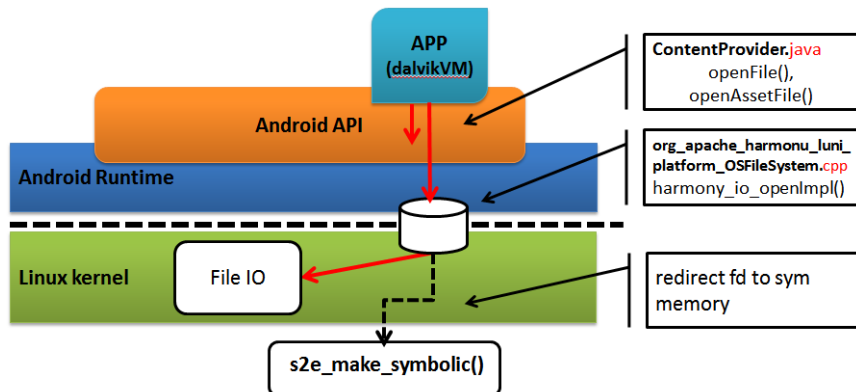 APP
(dalvikVM)
Android API
Android Runtime
Linux kernel
File IO
s2e_make_symbolic()
ContentProvider.java
openFile(),
openAssetFile()
org_apache_harmonu_luni_
platform_OSFileSystem.cpp
harmony_io_openImpl()
redirect fd to sym
memory